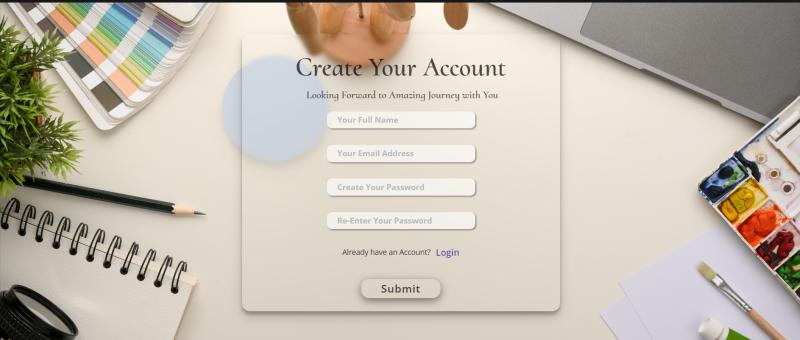 Create Your Account
Looking Forward to Amazing Journey with You
Your Full Name
Your Email Address
Create Your Password
Re-Enter Your Password
Already have an Account? Login
Submit